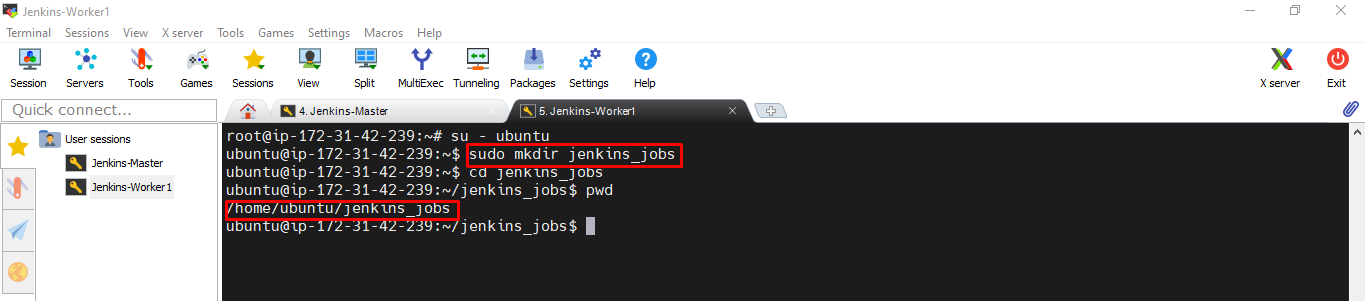 Jenkins-Worker1
Terminal Sessions View X server Tools Games Settings Macros Help
Session Servers Tools Games Sessions View Split MultiExec Tunneling Packages Settings Help X server Exit
Quick connect...
4. Jenkins-Master
5. Jenkins-Worker1
User sessions
Jenkins-Master
Jenkins-Worker1
root@ip-172-31-42-239:~# su - ubuntu
ubuntu@ip-172-31-42-239:~$ sudo mkdir jenkins_jobs
ubuntu@ip-172-31-42-239:~$ cd jenkins_jobs
ubuntu@ip-172-31-42-239:~/jenkins_jobs$ pwd
/home/ubuntu/jenkins_jobs
ubuntu@ip-172-31-42-239:~/jenkins_jobs$